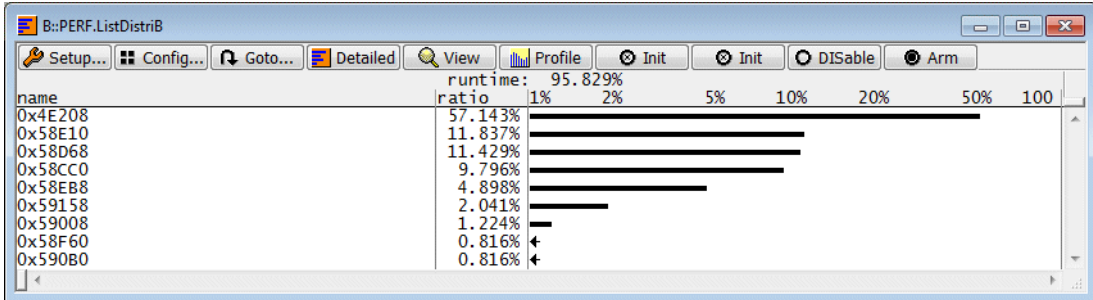 B::PERF.ListDistriB
Setup... Config... Goto... Detailed View Profile Init Init DISable Arm
runtime: 95.829%
name ratio 1% 2% 5% 10% 20% 50% 100
0x4E208 57.143%
0x58E10 11.837%
0x58D68 11.429%
0x58CC0 9.796%
0x58EB8 4.898%
0x59158 2.041%
0x59008 1.224%
0x58F60 0.816%
0x590B0 0.816%